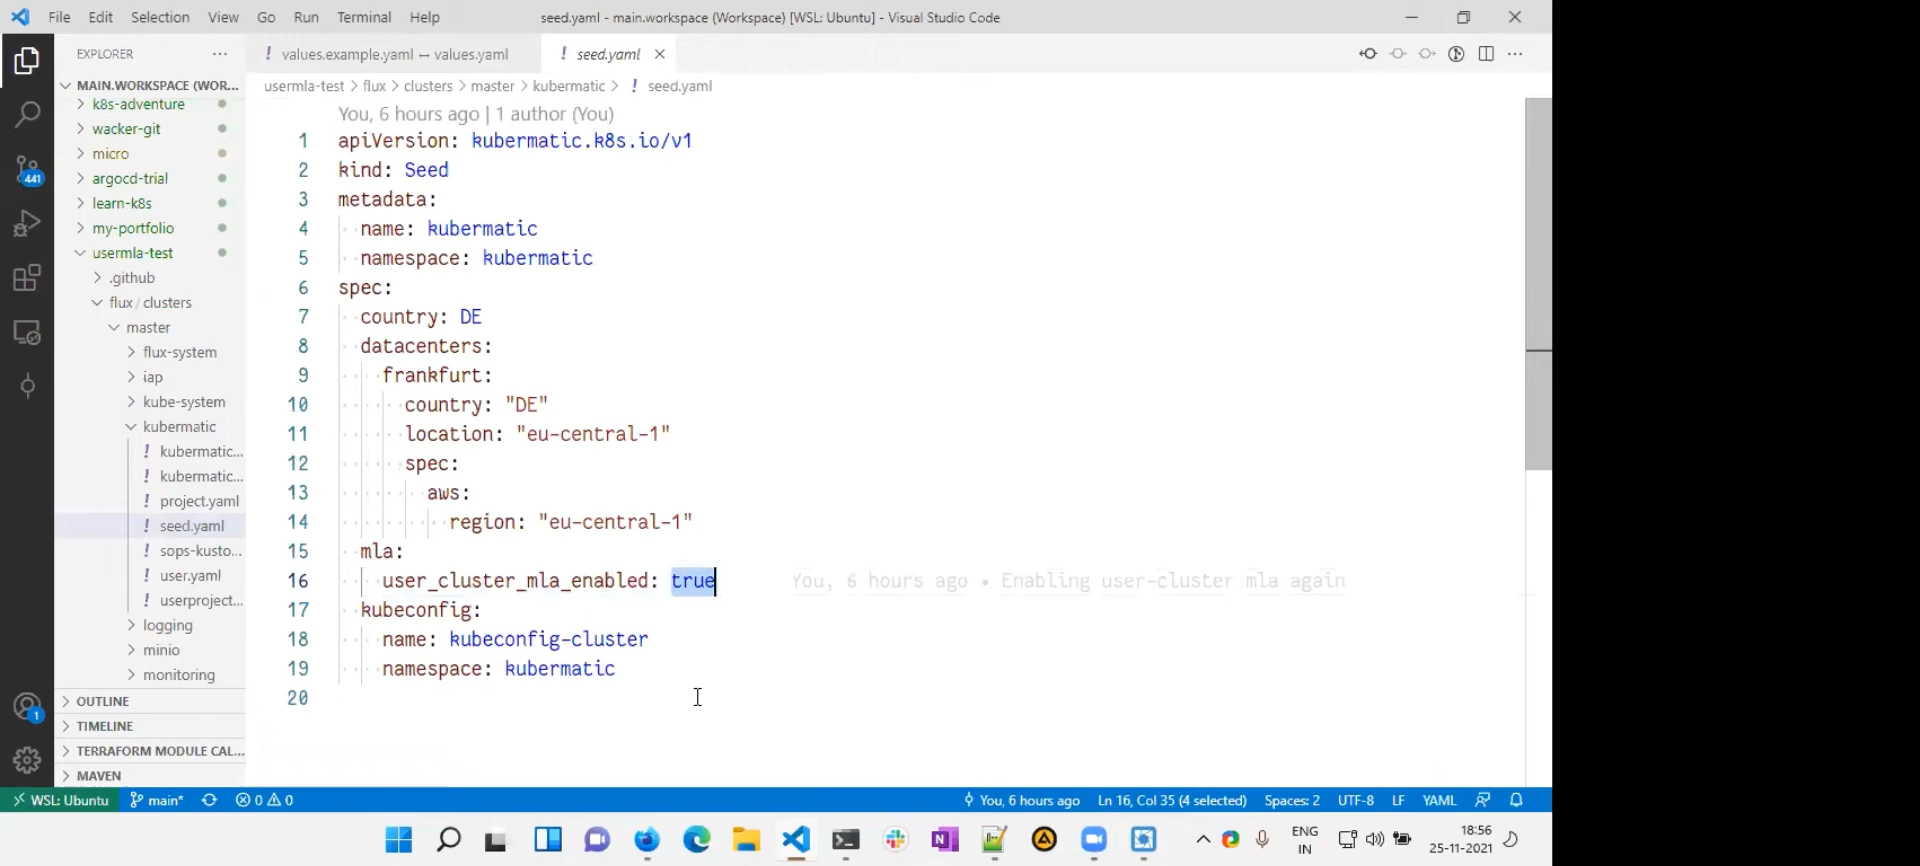 File Edit Selection View Go Run Terminal Help
seed.yaml - main.workspace (Workspace) [WSL: Ubuntu] - Visual Studio Code
EXPLORER
MAIN.WORKSPACE (WOR...
k8s-adventure
wacker-git
micro
argocd-trial
441
learn-k8s
my-portfolio
usermla-test
.github
flux / clusters
master
flux-system
iap
kube-system
kubermatic
! kubermatic...
! kubermatic...
! project.yaml
! seed.yaml
! sops-kusto...
! user.yaml
! userproject...
logging
minio
monitoring
OUTLINE
TIMELINE
TERRAFORM MODULE CAL...
MAVEN
1
! values.example.yaml ↔ values.yaml
! seed.yaml
usermla-test > flux > clusters > master > kubermatic > ! seed.yaml
You, 6 hours ago | 1 author (You)
1 apiVersion: kubermatic.k8s.io/v1
2 kind: Seed
3 metadata:
4 name: kubermatic
5 namespace: kubermatic
6 spec:
7 country: DE
8 datacenters:
9 frankfurt:
10 country: "DE"
11 location: "eu-central-1"
12 spec:
13 aws:
14 region: "eu-central-1"
15 mla:
16 user_cluster_mla_enabled: true You, 6 hours ago • Enabling user-cluster mla again
17 kubeconfig:
18 name: kubeconfig-cluster
19 namespace: kubermatic
20
WSL: Ubuntu main* 0 0 You, 6 hours ago Ln 16, Col 35 (4 selected) Spaces: 2 UTF-8 LF YAML
ENG
IN
18:56
25-11-2021